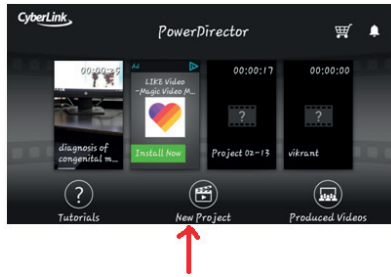 CyberLink
PowerDirector
00:00:15
diagnosis of
congenital m...
Ad
LIKE Video
-Magic Video M...
Install Now
00:00:17
?
Project 02-13
00:00:00
?
vikrant
?
Tutorials
New Project
Produced Videos